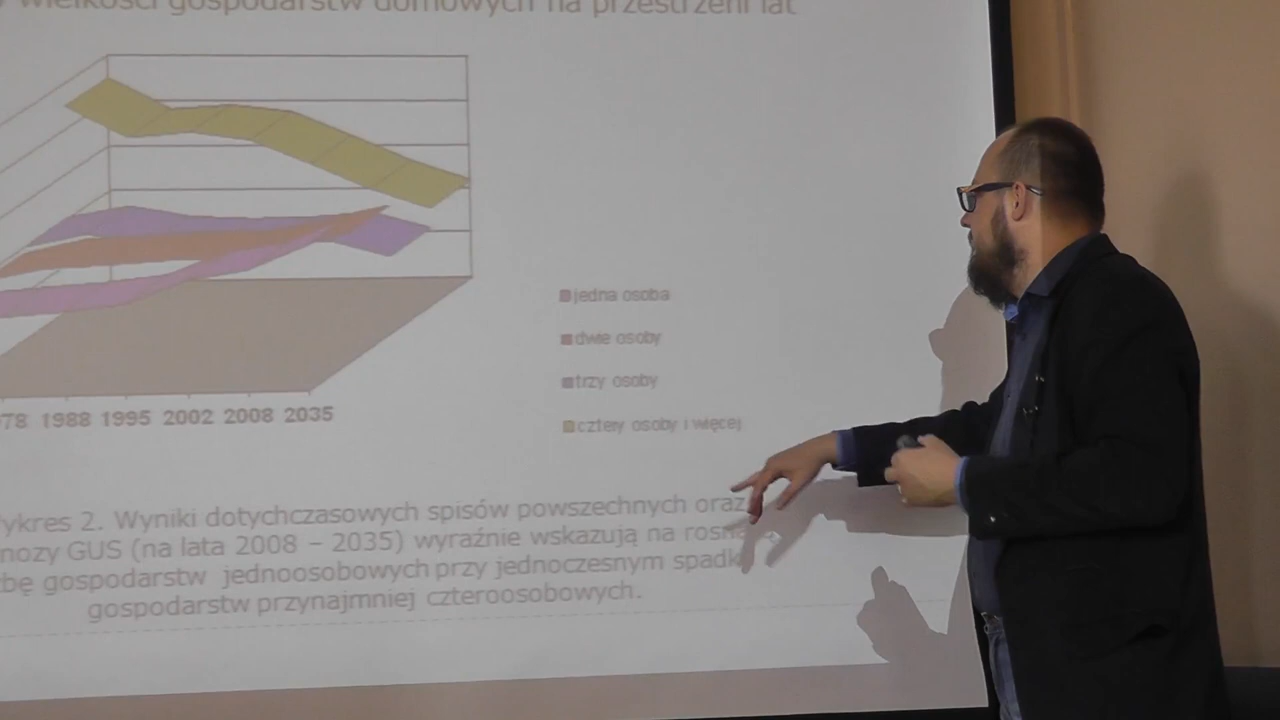 wielkości gospodarstw domowych na przestrzeni lat
jedna osoba
dwie osoby
trzy osoby
cztery osoby i więcej
78 1988 1995 2002 2008 2035
ykres 2. Wyniki dotychczasowych spisów powszechnych oraz
nozy GUS (na lata 2008 – 2035) wyraźnie wskazują na rosną
zbę gospodarstw jednoosobowych przy jednoczesnym spadk
gospodarstw przynajmniej czteroosobowych.